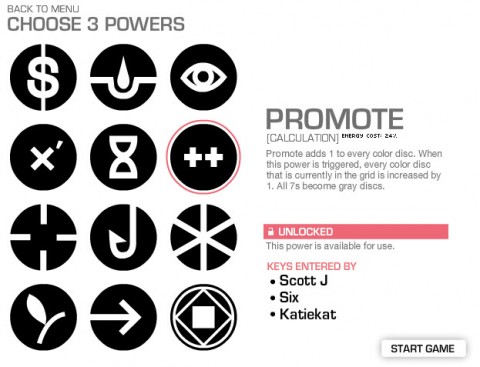 BACK TO MENU
CHOOSE 3 POWERS
$
x'
++
PROMOTE
[CALCULATION] ENERGY COST: 24%
Promote adds 1 to every color disc. When
this power is triggered, every color disc
that is currently in the grid is increased by
1. All 7s become gray discs.
UNLOCKED
This power is available for use.
KEYS ENTERED BY
• Scott J
• Six
• Katiekat
START GAME